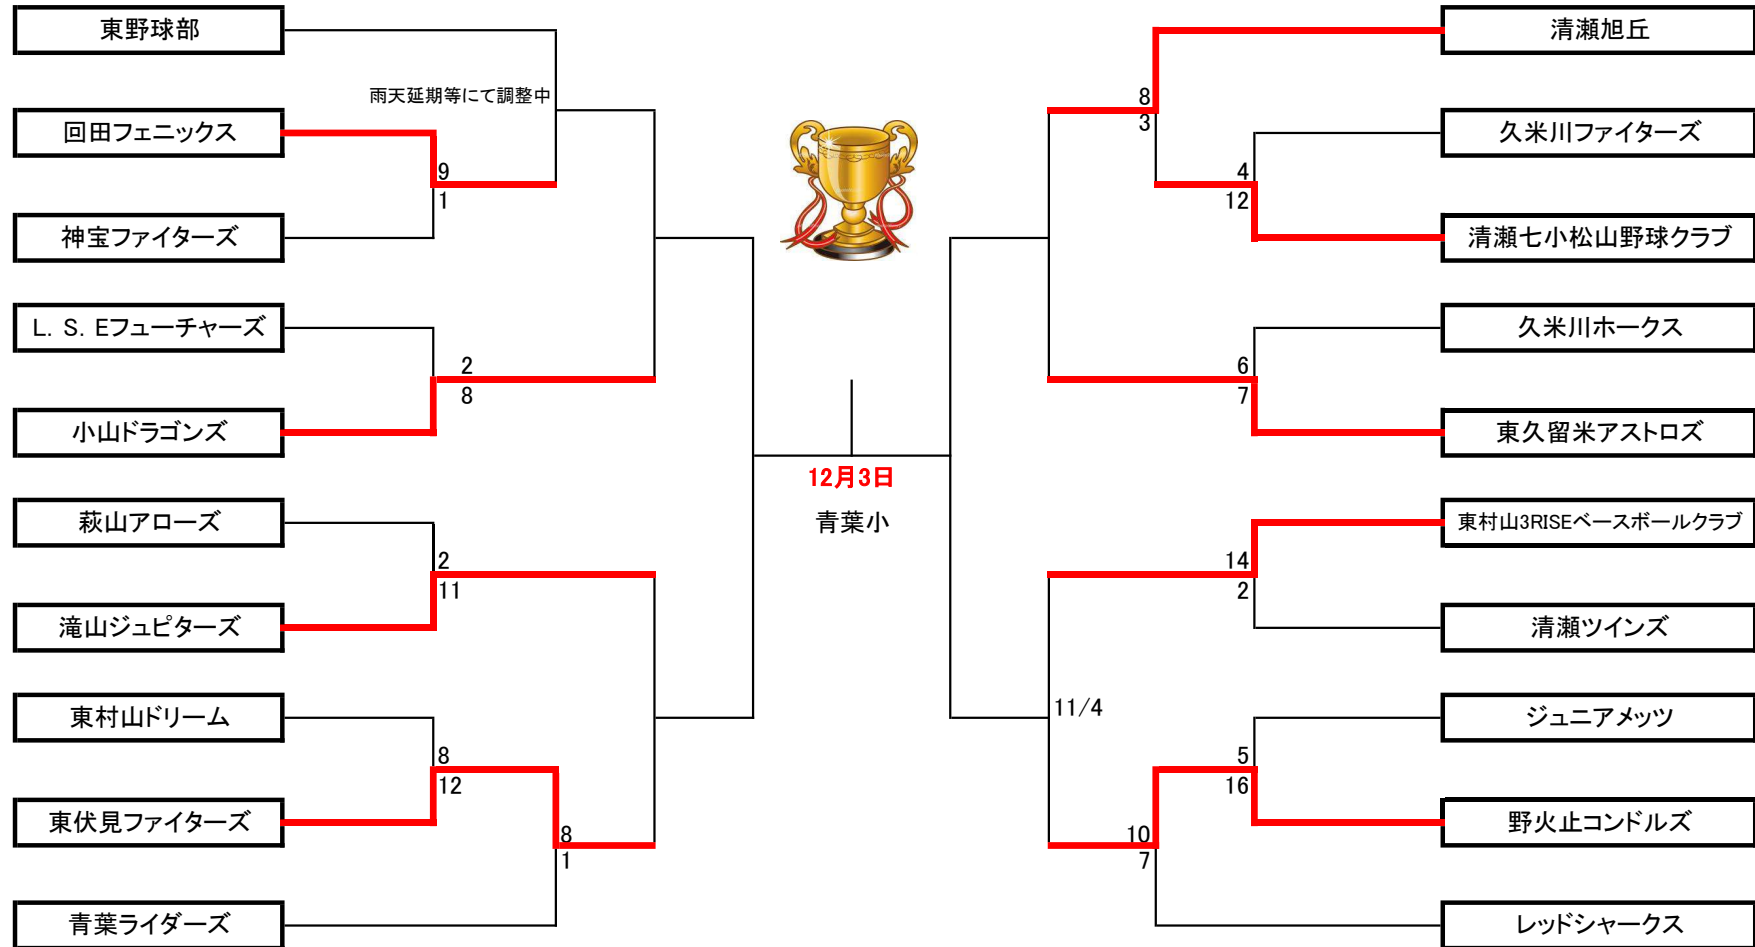 東野球部
雨天延期等にて調整中
回田フェニックス
9
1
神宝ファイターズ
L. S. Eフューチャーズ
2
8
小山ドラゴンズ
萩山アローズ
2
11
滝山ジュピターズ
東村山ドリーム
8
12
東伏見ファイターズ
8
1
青葉ライダーズ
12月3日
青葉小
清瀬旭丘
8
3
久米川ファイターズ
4
12
清瀬七小松山野球クラブ
久米川ホークス
6
7
東久留米アストロズ
東村山3RISEベースボールクラブ
14
2
清瀬ツインズ
11/4
ジュニアメッツ
5
16
野火止コンドルズ
10
7
レッドシャークス